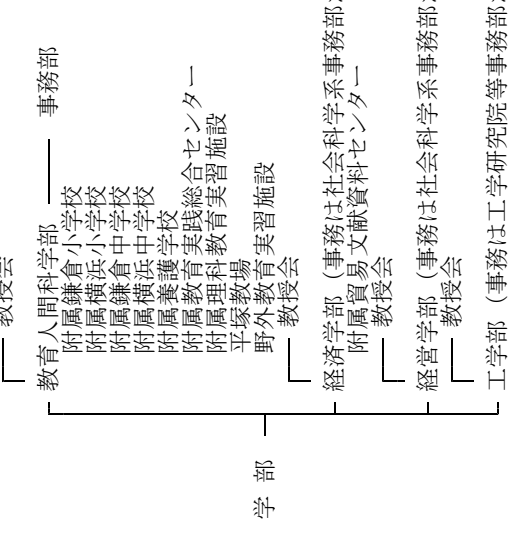 教授会
教育人間科学部 事務部
附属鎌倉小学校
附属横浜小学校
附属鎌倉中学校
附属横浜中学校
附属養護学校
附属教育実践総合センター
附属理科教育実習施設
平塚教場
野外教育実習施設
教授会
経済学部（事務は社会科学系事務部
附属貿易文献資料センター
教授会
経営学部（事務は社会科学系事務部
教授会
工学部（事務は工学研究院等事務部
学部